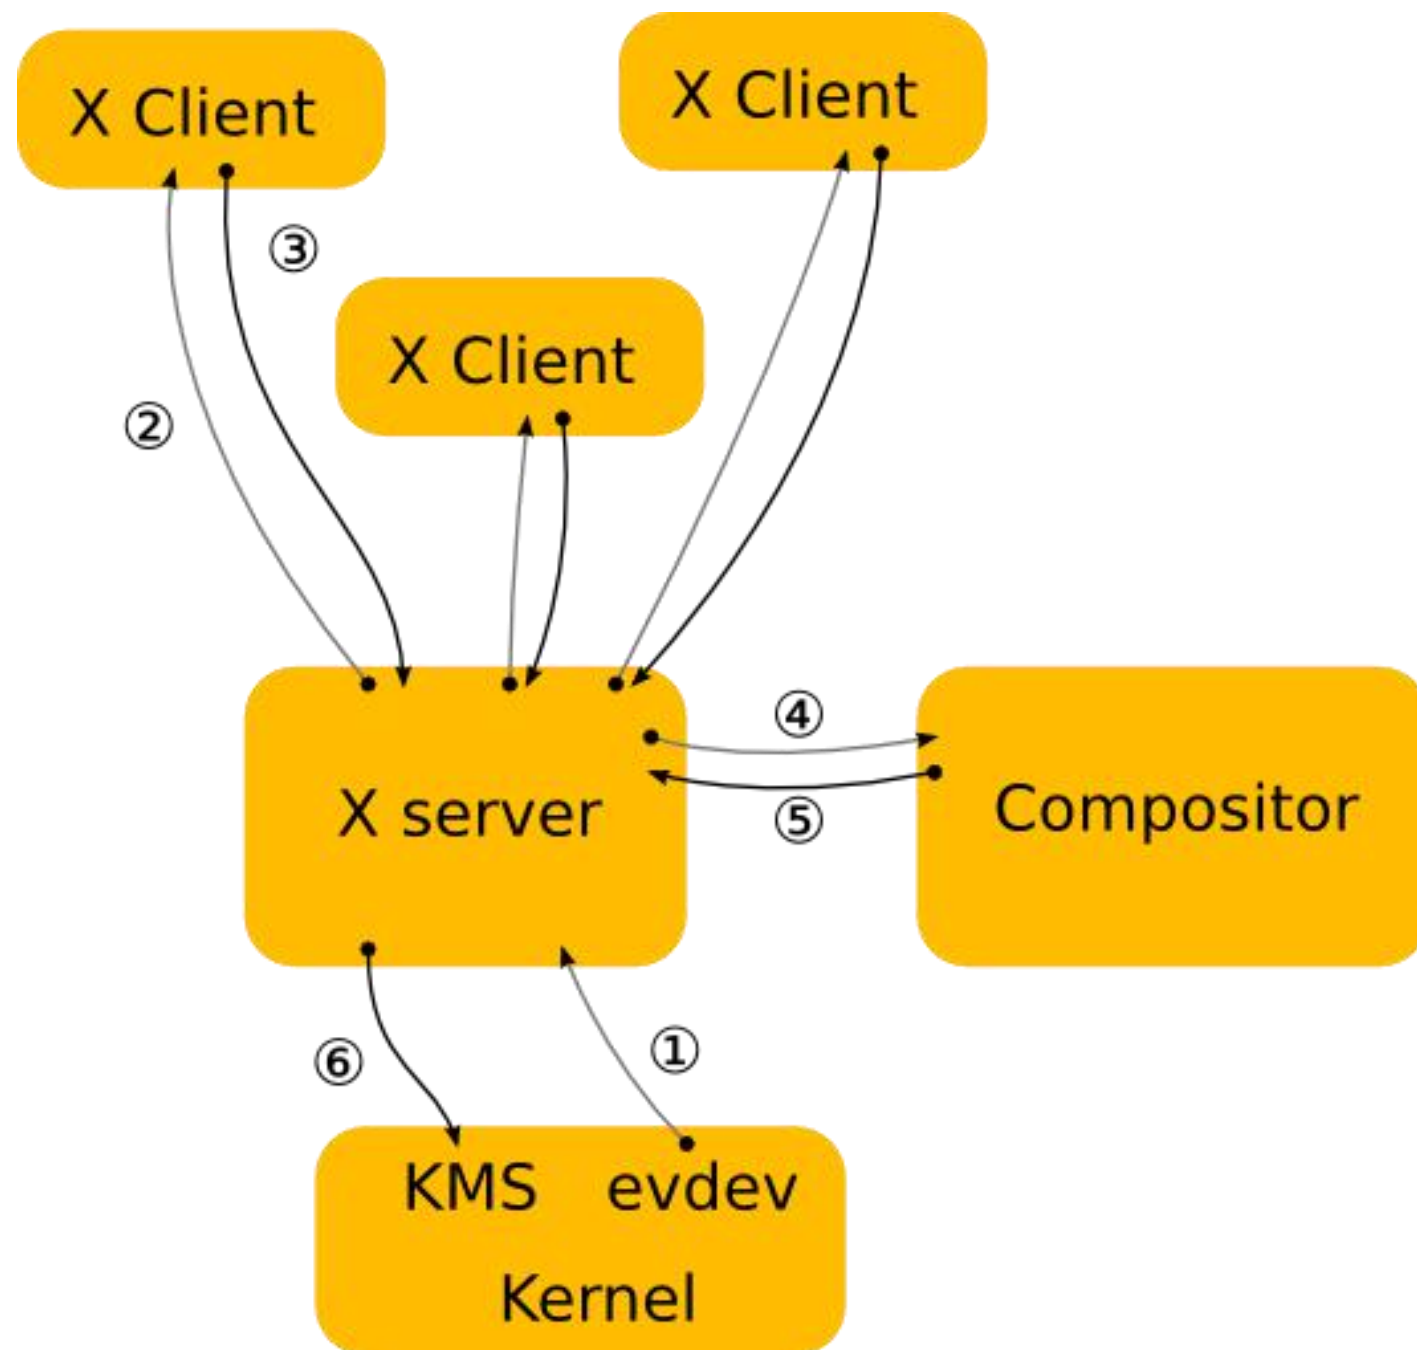 X Client
X Client
③
X Client
②
④
X server
Compositor
⑤
⑥
①
KMS evdev
Kernel